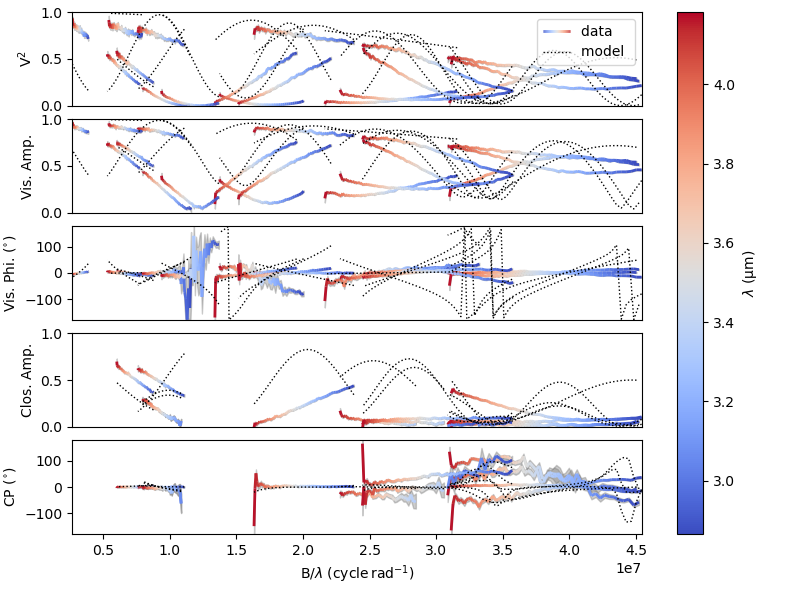 1.0
0.5
0.0
V²
data
model
1.0
0.5
0.0
Vis. Amp.
100
0
−100
Vis. Phi. (°)
1.0
0.5
0.0
Clos. Amp.
100
0
−100
CP (°)
0.5 1.0 1.5 2.0 2.5 3.0 3.5 4.0 4.5
1e7
B/λ (cycle rad⁻¹)
4.0
3.8
3.6
3.4
3.2
3.0
λ (μm)